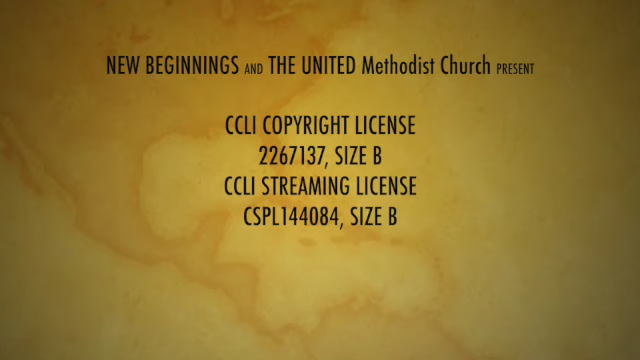 NEW BEGINNINGS AND THE UNITED Methodist Church PRESENT
CCLI COPYRIGHT LICENSE
2267137, SIZE B
CCLI STREAMING LICENSE
CSPL144084, SIZE B